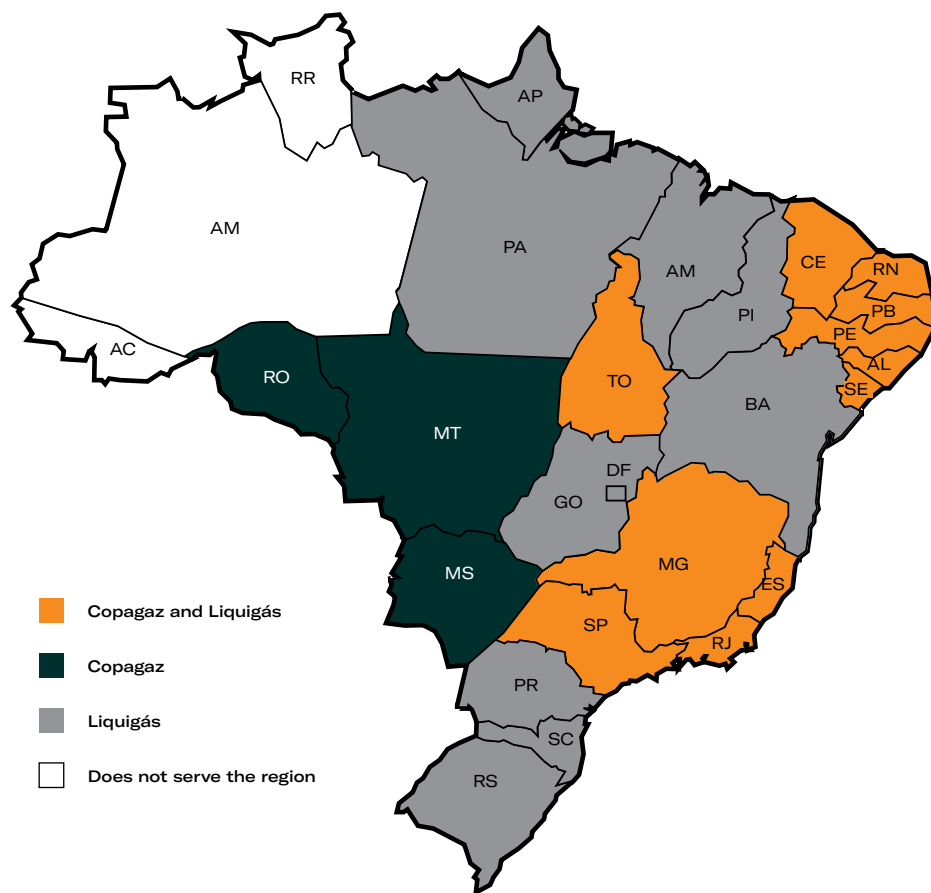 RR
AP
AM
PA
AM
CE
RN
PB
PI
PE
AL
SE
AC
RO
TO
BA
MT
DF
GO
MS
MG
ES
SP
RJ
PR
SC
RS
Copagaz and Liquigás
Copagaz
Liquigás
Does not serve the region